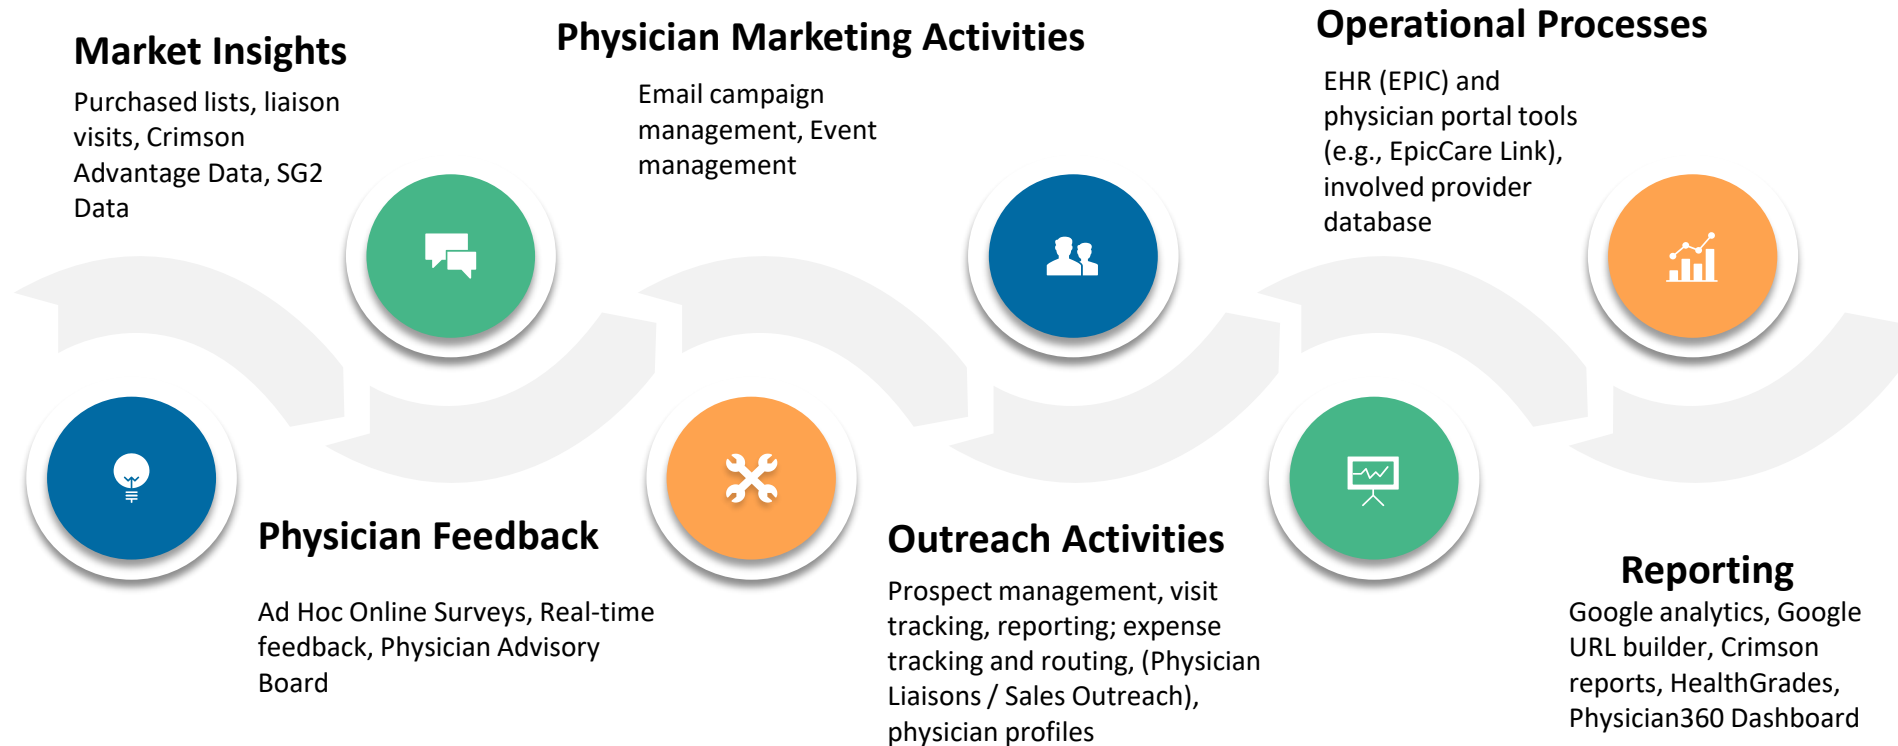 Market Insights
Purchased lists, liaison
visits, Crimson
Advantage Data, SG2
Data
Physician Feedback
Ad Hoc Online Surveys, Real-time
feedback, Physician Advisory
Board
Physician Marketing Activities
Email campaign
management, Event
management
Outreach Activities
Prospect management, visit
tracking, reporting; expense
tracking and routing, (Physician
Liaisons / Sales Outreach),
physician profiles
Operational Processes
EHR (EPIC) and
physician portal tools
(e.g., EpicCare Link),
involved provider
database
Reporting
Google analytics, Google
URL builder, Crimson
reports, HealthGrades,
Physician360 Dashboard